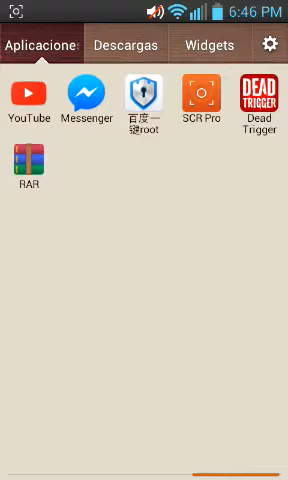 6:46 PM
Aplicacione
Descargas
Widgets
DEAD
TRIGGER
YouTube
Messenger
百度一
键root
SCR Pro
Dead
Trigger
RAR